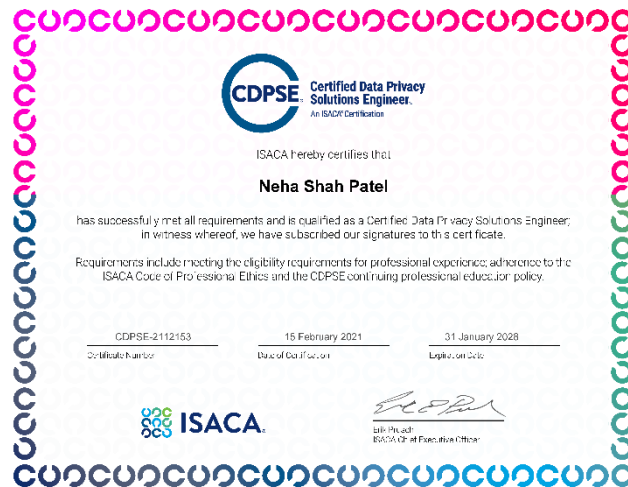 CDPSE®
Certified Data Privacy
Solutions Engineer.
An ISACA® Certification
ISACA hereby certifies that
Neha Shah Patel
has successfully met all requirements and is qualified as a Certified Data Privacy Solutions Engineer;
in witness whereof, we have subscribed our signatures to this certificate.
Requirements include meeting the eligibility requirements for professional experience; adherence to the
ISACA Code of Professional Ethics and the CDPSE continuing professional education policy.
CDPSE-2112153
15 February 2021
31 January 2028
Certificate Number
Date of Certification
Expiration Date
ISACA.
Erik Prusch
ISACA Chief Executive Officer